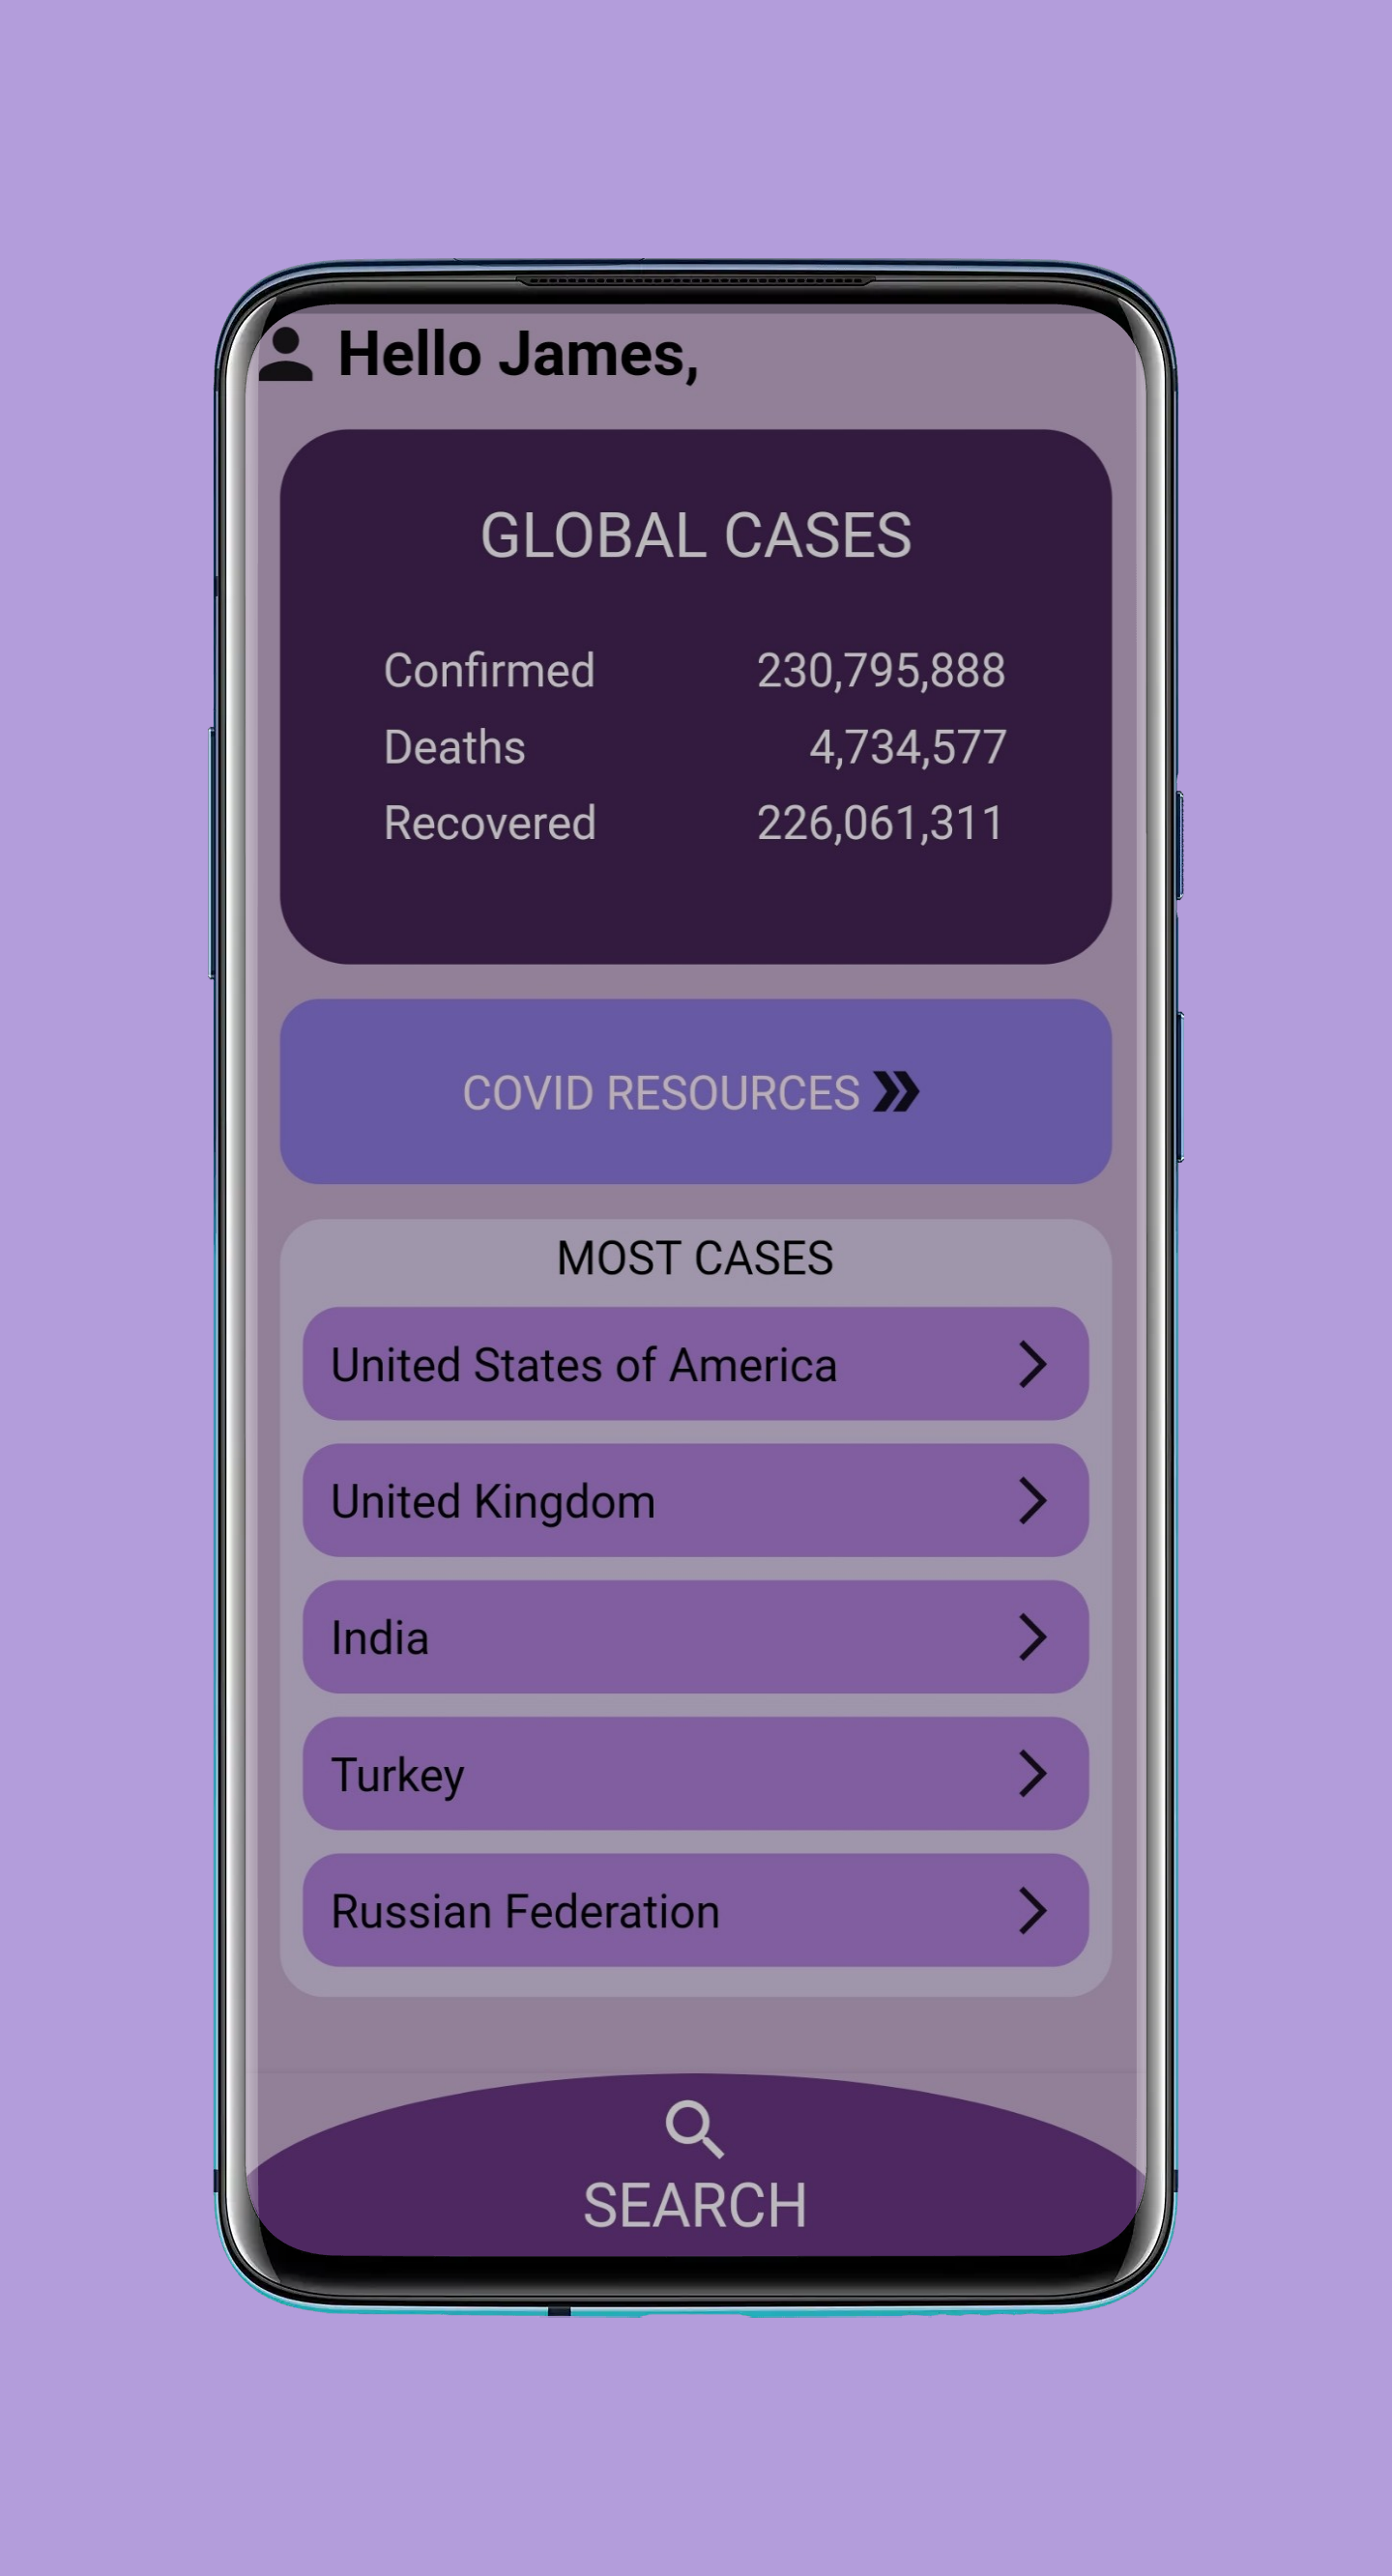 Hello James,
GLOBAL CASES
Confirmed 230,795,888
Deaths 4,734,577
Recovered 226,061,311
COVID RESOURCES
MOST CASES
United States of America
United Kingdom
India
Turkey
Russian Federation
SEARCH